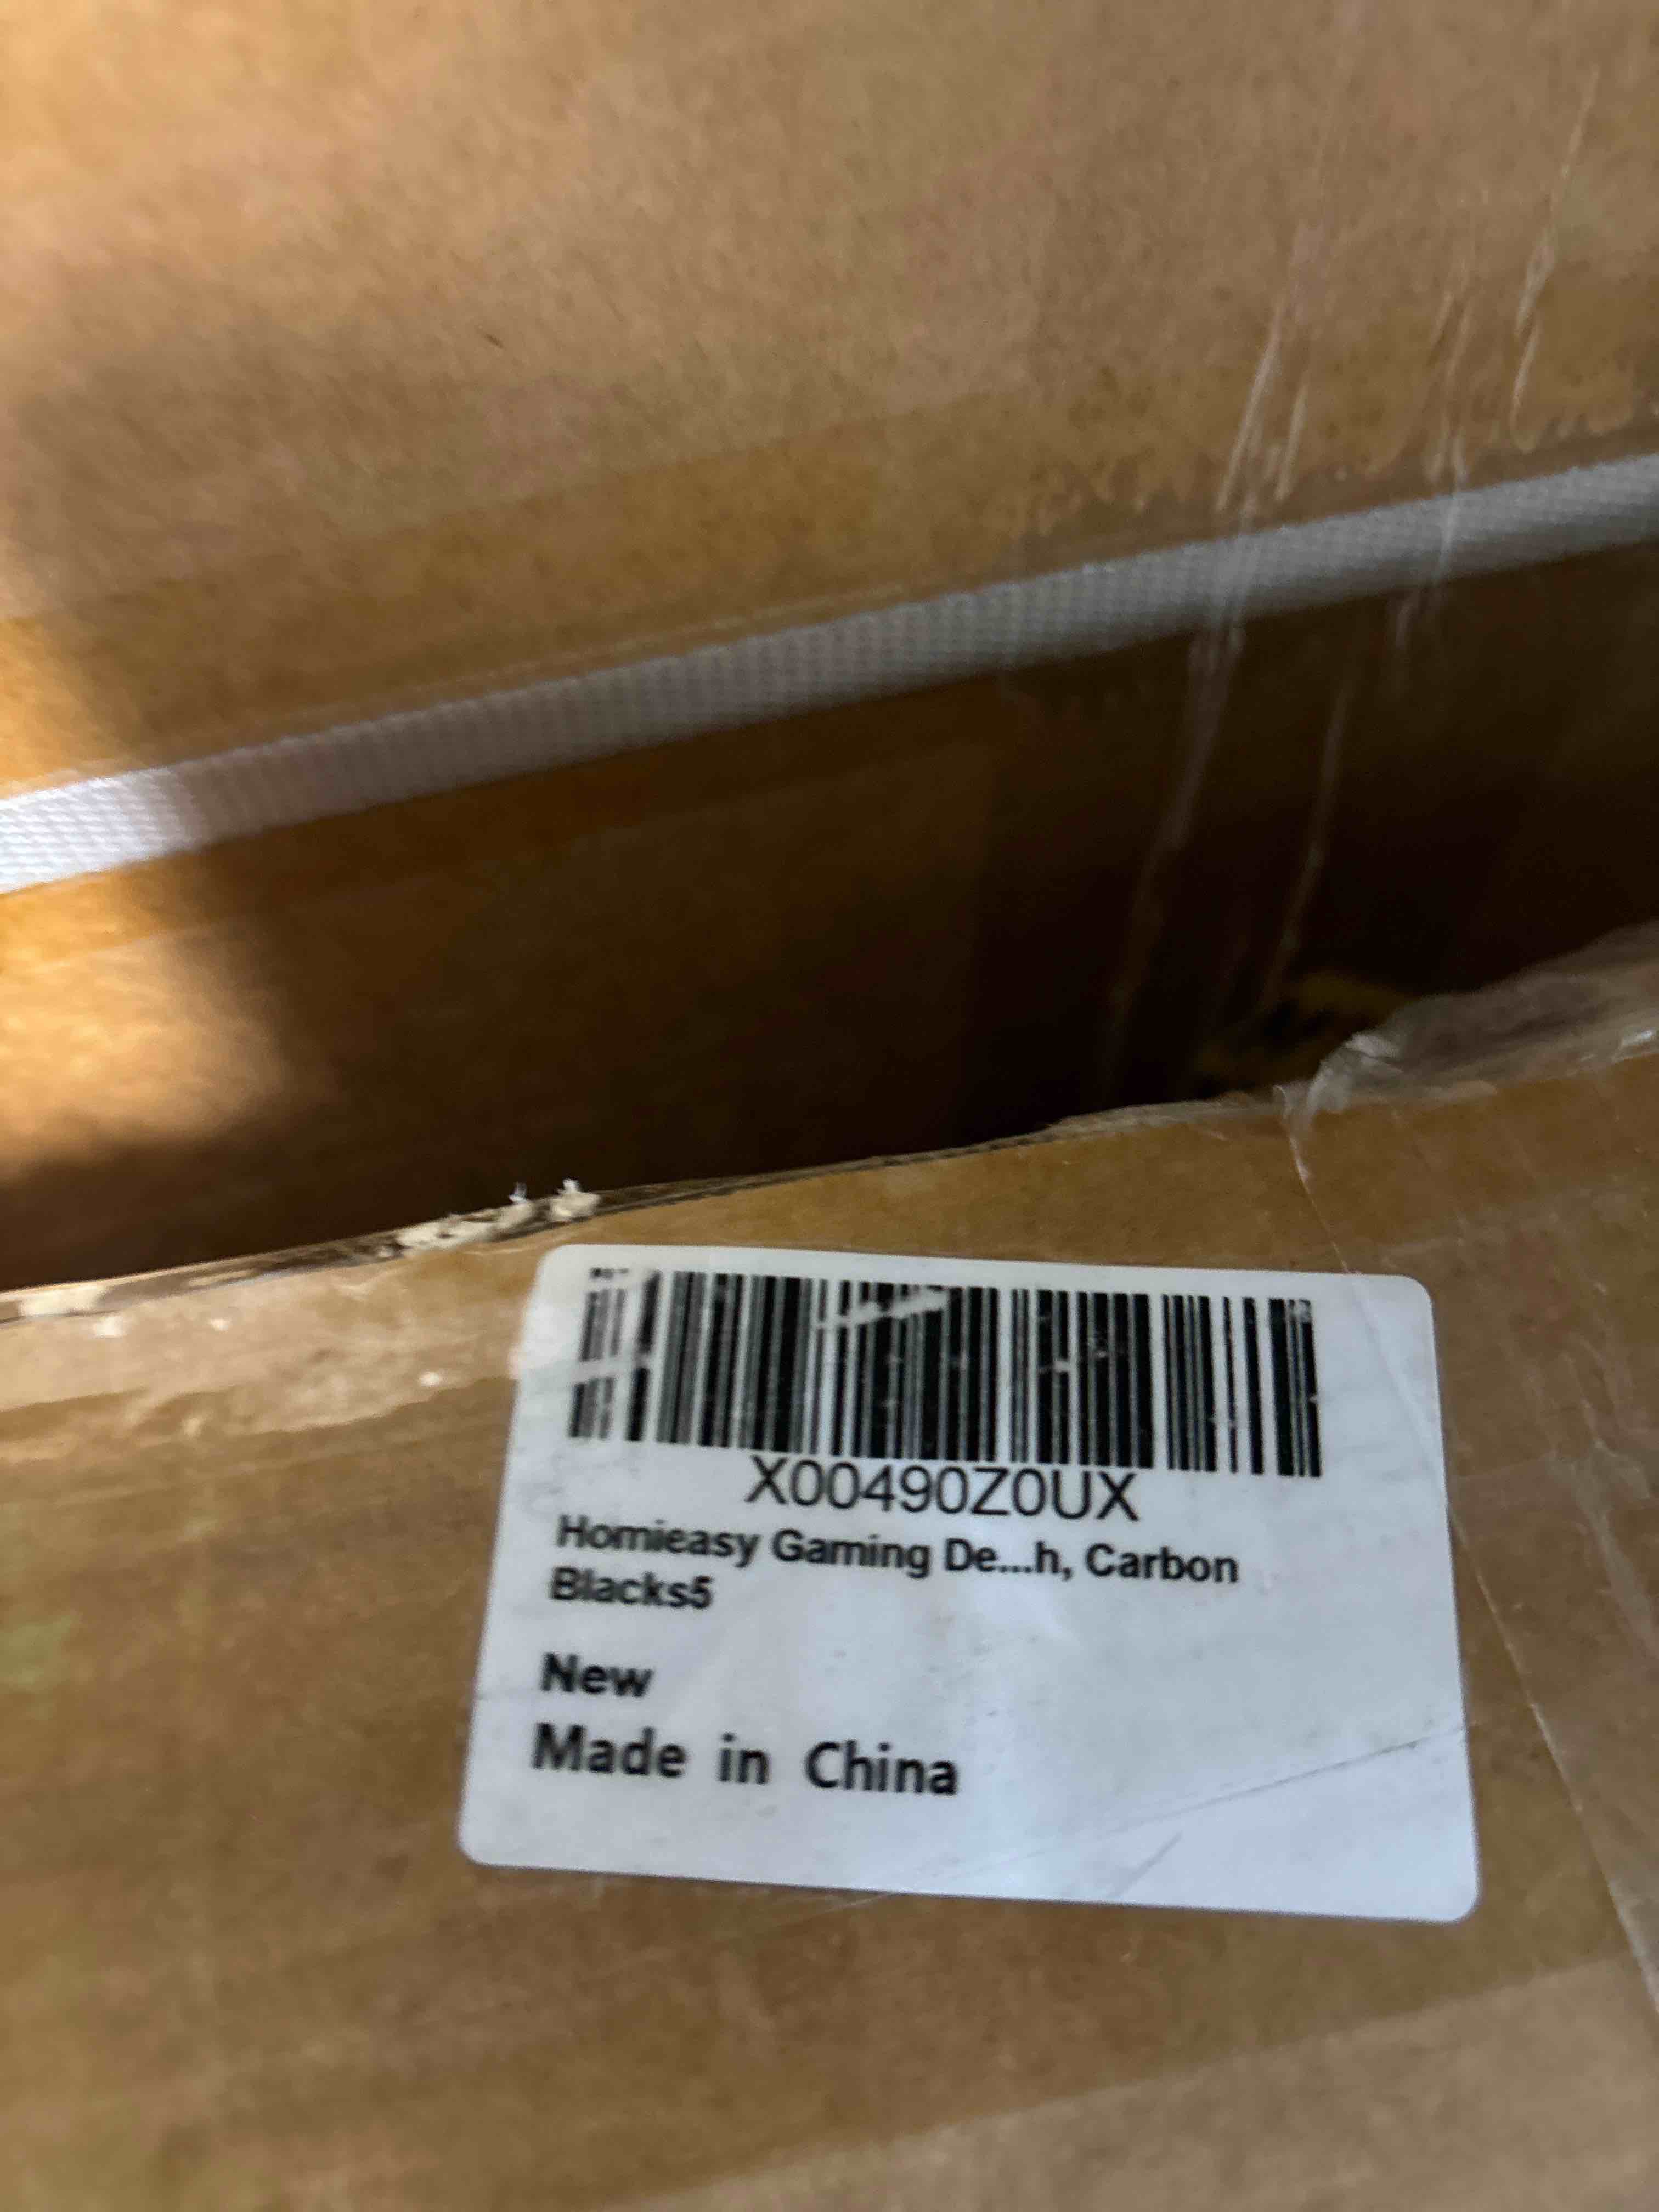 X00490Z0UX
Homieasy Gaming De...h, Carbon
Blacks5
New
Made in China